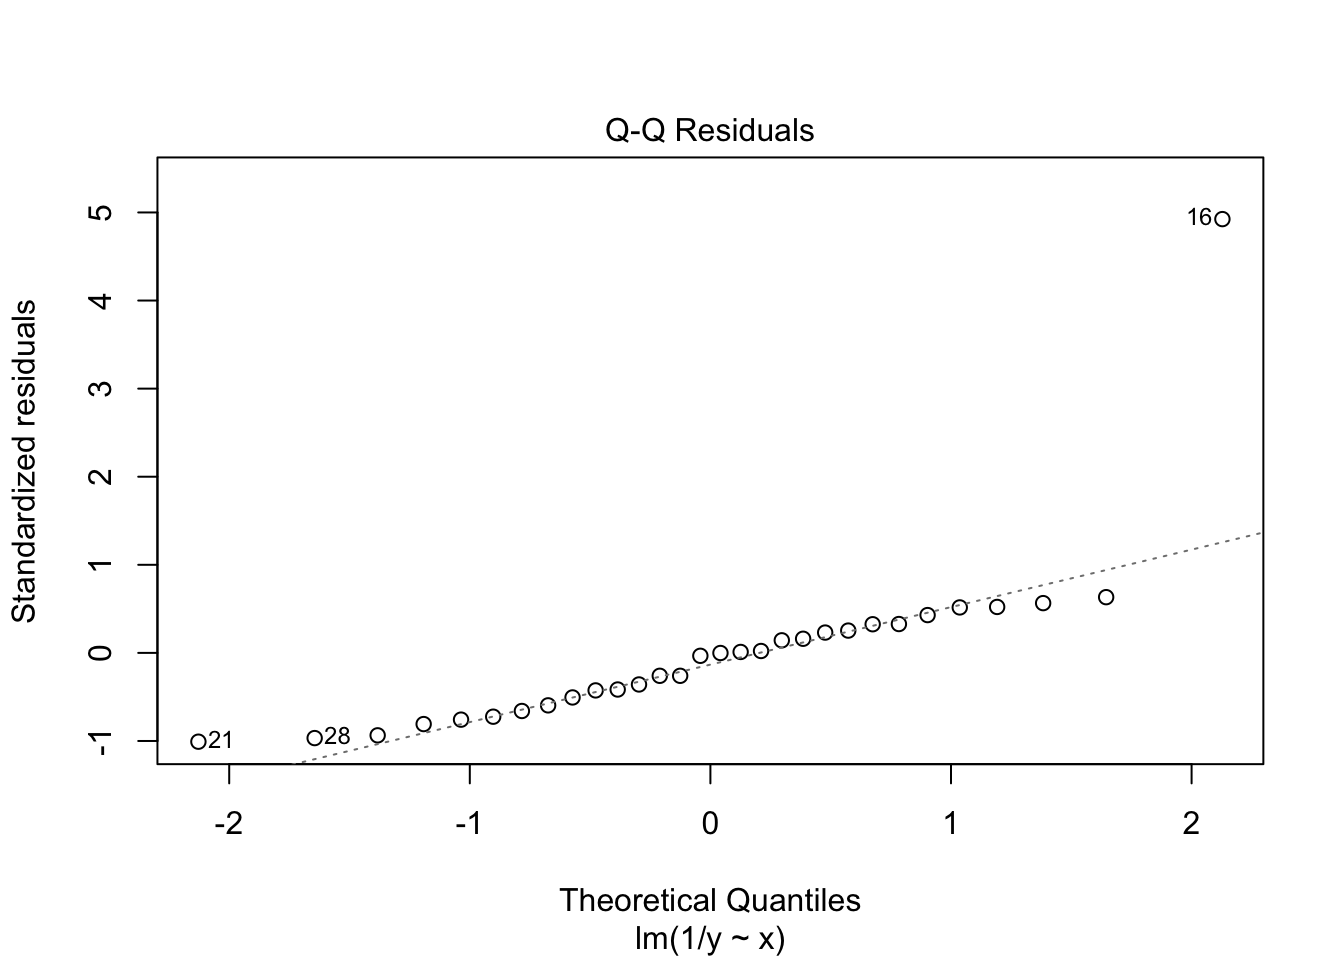 Q-Q Residuals
Standardized residuals
5
4
3
2
1
0
-1
16
21
28
-2 -1 0 1 2
Theoretical Quantiles
lm(1/y ~ x)